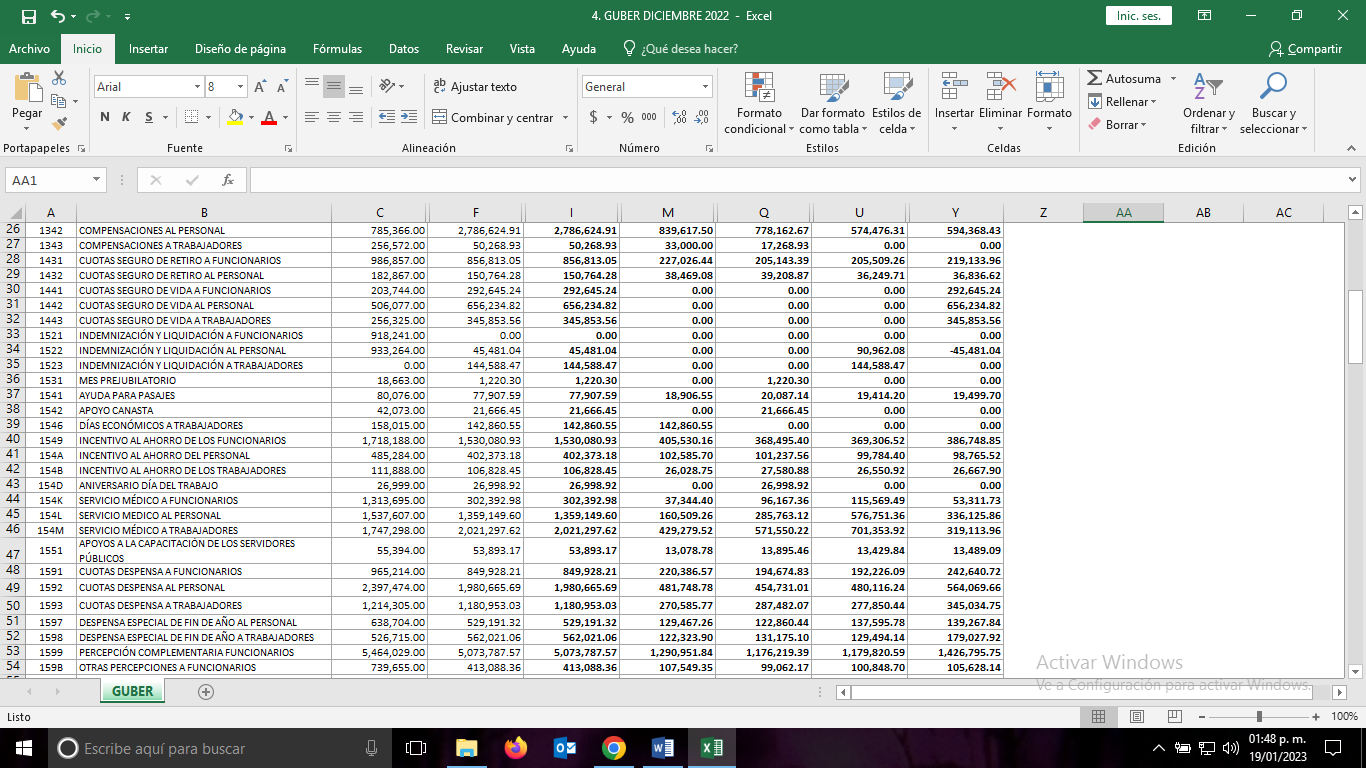 4. GUBER DICIEMBRE 2022 - Excel
Inic. ses.
Archivo Inicio Insertar Diseño de página Fórmulas Datos Revisar Vista Ayuda ¿Qué desea hacer? Compartir
Pegar
Arial 8
N K S
Ajustar texto
Combinar y centrar
General
$ % 000
Formato condicional
Dar formato como tabla
Estilos de celda
Insertar Eliminar Formato
Autosuma
Rellenar
Borrar
Ordenar y filtrar
Buscar y seleccionar
Portapapeles Fuente Alineación Número Estilos Celdas Edición
AA1 fx
A B C F I M Q U Y Z AA AB AC
26 1342 COMPENSACIONES AL PERSONAL 785,366.00 2,786,624.91 2,786,624.91 839,617.50 778,162.67 574,476.31 594,368.43
27 1343 COMPENSACIONES A TRABAJADORES 256,572.00 50,268.93 50,268.93 33,000.00 17,268.93 0.00 0.00
28 1431 CUOTAS SEGURO DE RETIRO A FUNCIONARIOS 986,857.00 856,813.05 856,813.05 227,026.44 205,143.39 205,509.26 219,133.96
29 1432 CUOTAS SEGURO DE RETIRO AL PERSONAL 182,867.00 150,764.28 150,764.28 38,469.08 39,208.87 36,249.71 36,836.62
30 1441 CUOTAS SEGURO DE VIDA A FUNCIONARIOS 203,744.00 292,645.24 292,645.24 0.00 0.00 0.00 292,645.24
31 1442 CUOTAS SEGURO DE VIDA AL PERSONAL 506,077.00 656,234.82 656,234.82 0.00 0.00 0.00 656,234.82
32 1443 CUOTAS SEGURO DE VIDA A TRABAJADORES 256,325.00 345,853.56 345,853.56 0.00 0.00 0.00 345,853.56
33 1521 INDEMNIZACIÓN Y LIQUIDACIÓN A FUNCIONARIOS 918,241.00 0.00 0.00 0.00 0.00 0.00 0.00
34 1522 INDEMNIZACIÓN Y LIQUIDACIÓN AL PERSONAL 933,264.00 45,481.04 45,481.04 0.00 0.00 90,962.08 -45,481.04
35 1523 INDEMNIZACIÓN Y LIQUIDACIÓN A TRABAJADORES 0.00 144,588.47 144,588.47 0.00 0.00 144,588.47 0.00
36 1531 MES PREJUBILATORIO 18,663.00 1,220.30 1,220.30 0.00 1,220.30 0.00 0.00
37 1541 AYUDA PARA PASAJES 80,076.00 77,907.59 77,907.59 18,906.55 20,087.14 19,414.20 19,499.70
38 1542 APOYO CANASTA 42,073.00 21,666.45 21,666.45 0.00 21,666.45 0.00 0.00
39 1546 DÍAS ECONÓMICOS A TRABAJADORES 158,015.00 142,860.55 142,860.55 142,860.55 0.00 0.00 0.00
40 1549 INCENTIVO AL AHORRO DE LOS FUNCIONARIOS 1,718,188.00 1,530,080.93 1,530,080.93 405,530.16 368,495.40 369,306.52 386,748.85
41 154A INCENTIVO AL AHORRO DEL PERSONAL 485,284.00 402,373.18 402,373.18 102,585.70 101,237.56 99,784.40 98,765.52
42 154B INCENTIVO AL AHORRO DE LOS TRABAJADORES 111,888.00 106,828.45 106,828.45 26,028.75 27,580.88 26,550.92 26,667.90
43 154D ANIVERSARIO DÍA DEL TRABAJO 26,999.00 26,998.92 26,998.92 0.00 26,998.92 0.00 0.00
44 154K SERVICIO MÉDICO A FUNCIONARIOS 1,313,695.00 302,392.98 302,392.98 37,344.40 96,167.36 115,569.49 53,311.73
45 154L SERVICIO MEDICO AL PERSONAL 1,537,607.00 1,359,149.60 1,359,149.60 160,509.26 285,763.12 576,751.36 336,125.86
46 154M SERVICIO MÉDICO A TRABAJADORES 1,747,298.00 2,021,297.62 2,021,297.62 429,279.52 571,550.22 701,353.92 319,113.96
47 1551 APOYOS A LA CAPACITACIÓN DE LOS SERVIDORES PÚBLICOS 55,394.00 53,893.17 53,893.17 13,078.78 13,895.46 13,429.84 13,489.09
48 1591 CUOTAS DESPENSA A FUNCIONARIOS 965,214.00 849,928.21 849,928.21 220,386.57 194,674.83 192,226.09 242,640.72
49 1592 CUOTAS DESPENSA AL PERSONAL 2,397,474.00 1,980,665.69 1,980,665.69 481,748.78 454,731.01 480,116.24 564,069.66
50 1593 CUOTAS DESPENSA A TRABAJADORES 1,214,305.00 1,180,953.03 1,180,953.03 270,585.77 287,482.07 277,850.44 345,034.75
51 1597 DESPENSA ESPECIAL DE FIN DE AÑO AL PERSONAL 638,704.00 529,191.32 529,191.32 129,467.26 122,860.44 137,595.78 139,267.84
52 1598 DESPENSA ESPECIAL DE FIN DE AÑO A TRABAJADORES 526,715.00 562,021.06 562,021.06 122,323.90 131,175.10 129,494.14 179,027.92
53 1599 PERCEPCIÓN COMPLEMENTARIA FUNCIONARIOS 5,464,029.00 5,073,787.57 5,073,787.57 1,290,951.84 1,176,219.39 1,179,820.59 1,426,795.75
54 159B OTRAS PERCEPCIONES A FUNCIONARIOS 739,655.00 413,088.36 413,088.36 107,549.35 99,062.17 100,848.70 105,628.14
Activar Windows
Ve a Configuración para activar Windows.
GUBER
Listo
100%
Escribe aquí para buscar
01:48 p. m.
19/01/2023